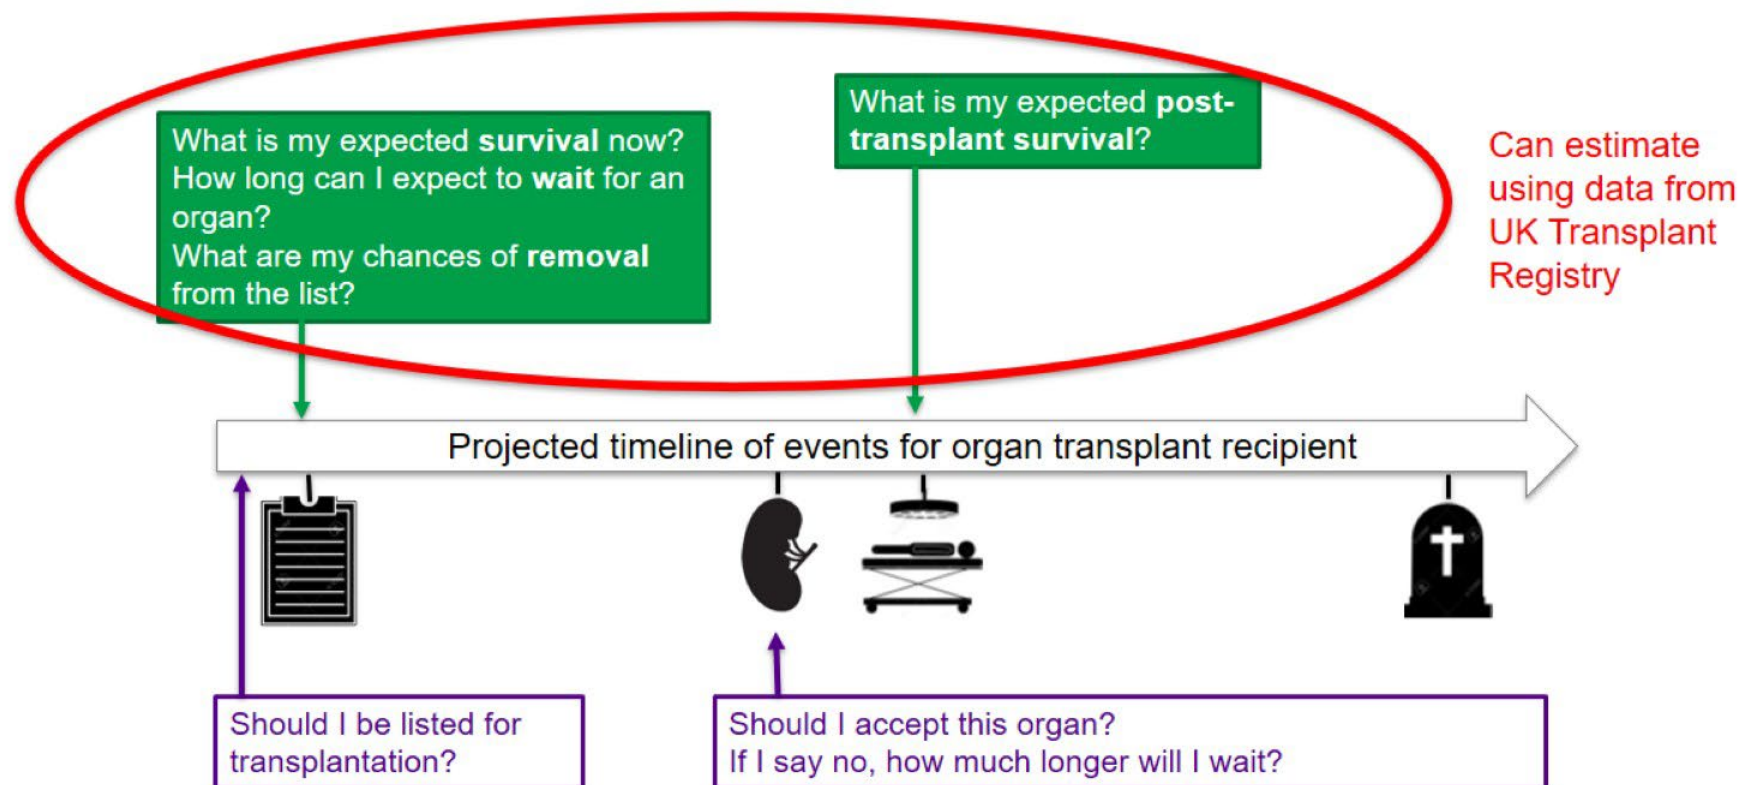 What is my expected survival now?
How long can I expect to wait for an
organ?
What are my chances of removal
from the list?
What is my expected post-
transplant survival?
Can estimate
using data from
UK Transplant
Registry
Projected timeline of events for organ transplant recipient
Should I be listed for
transplantation?
Should I accept this organ?
If I say no, how much longer will I wait?